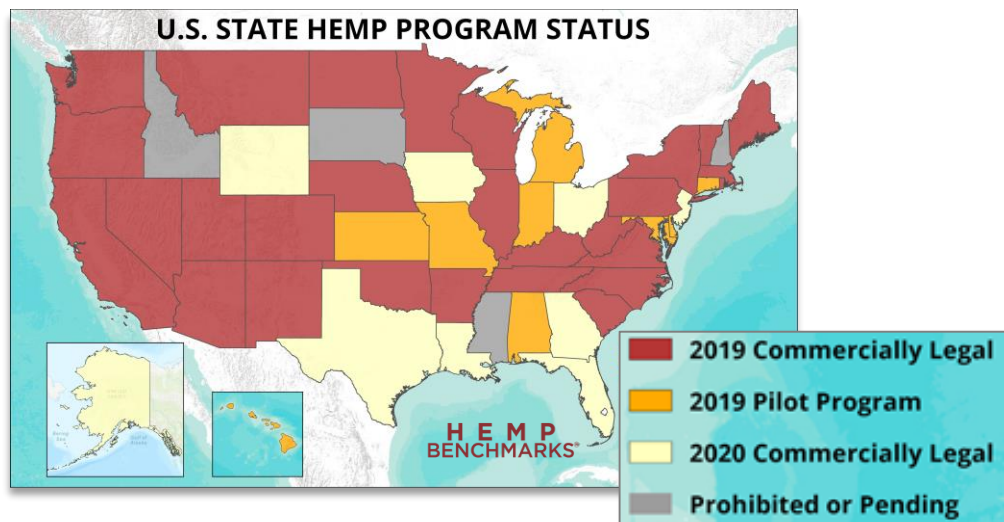 U.S. STATE HEMP PROGRAM STATUS
HEMP
BENCHMARKS®
2019 Commercially Legal
2019 Pilot Program
2020 Commercially Legal
Prohibited or Pending